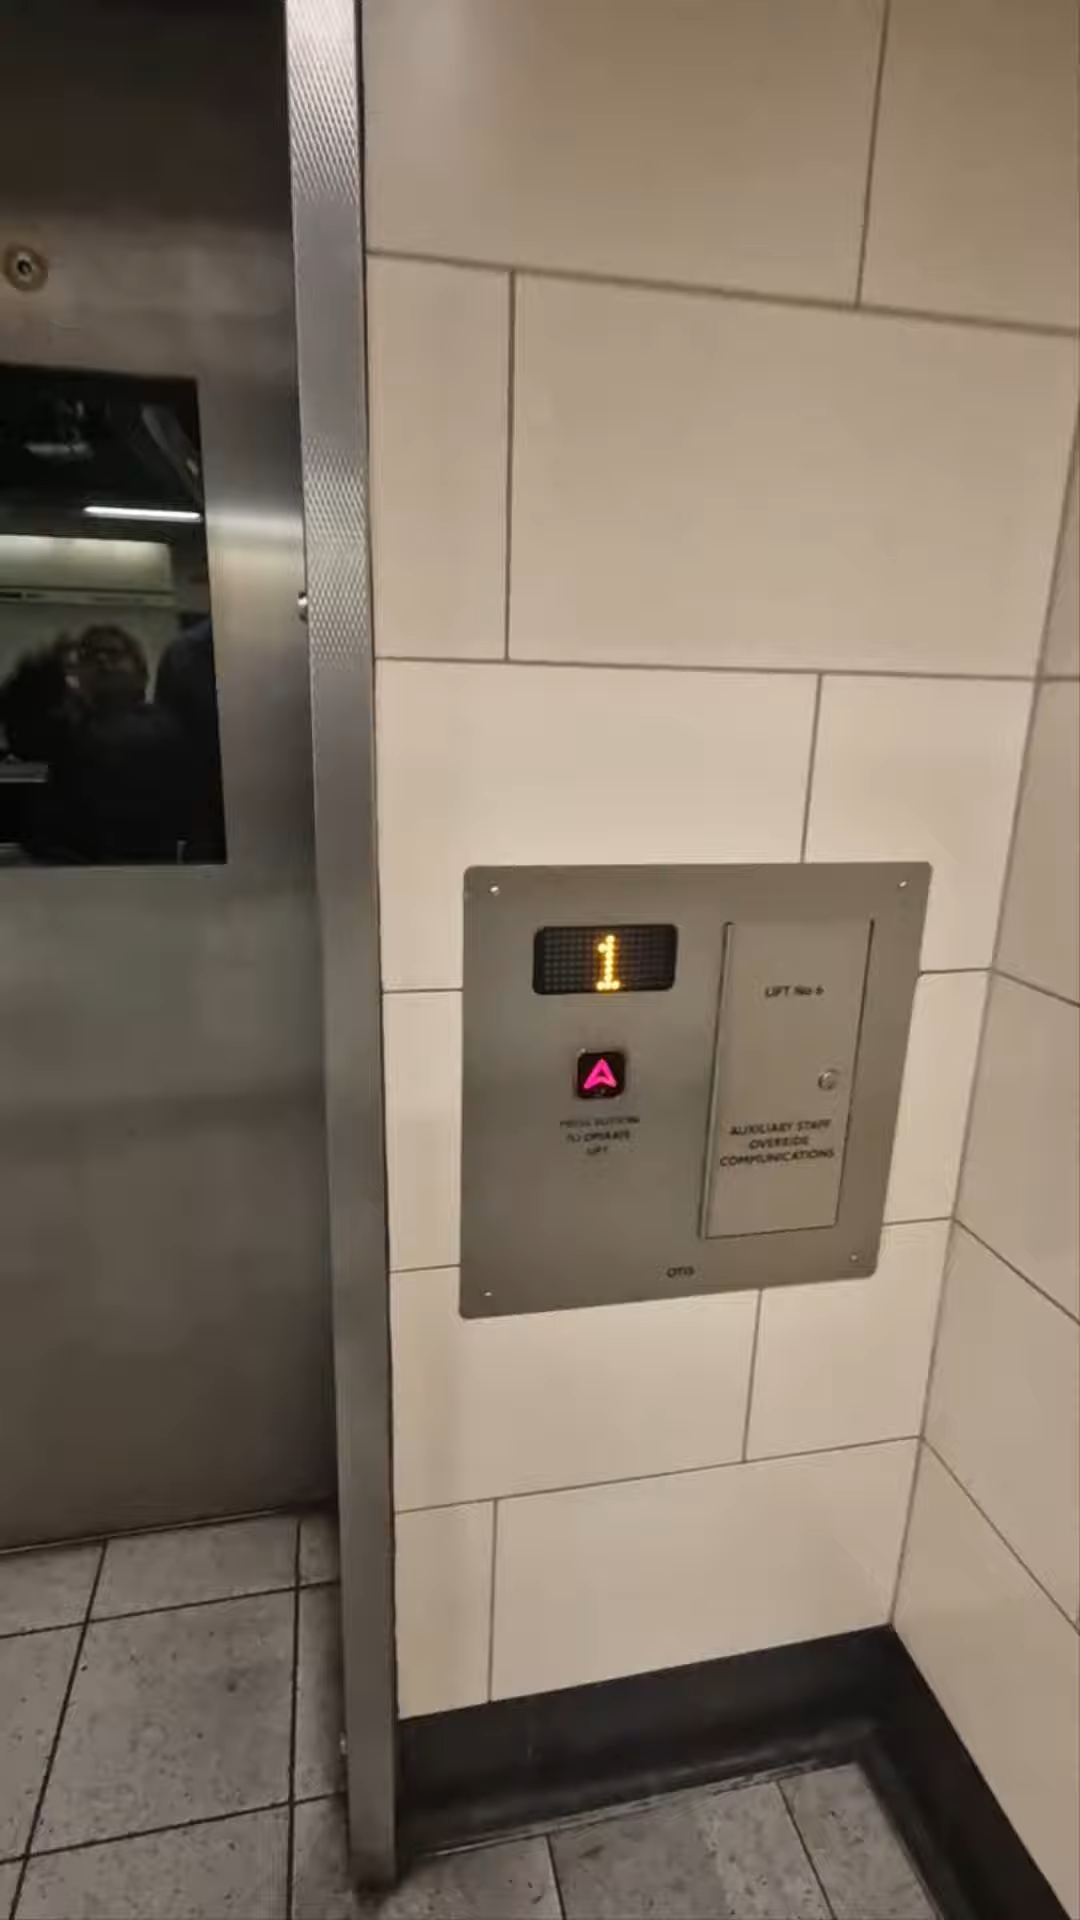 1
LIFT No 6
PRESS BUTTON
TO OPERATE
LIFT
AUXILIARY STAFF
OVERRIDE
COMMUNICATIONS
OTIS